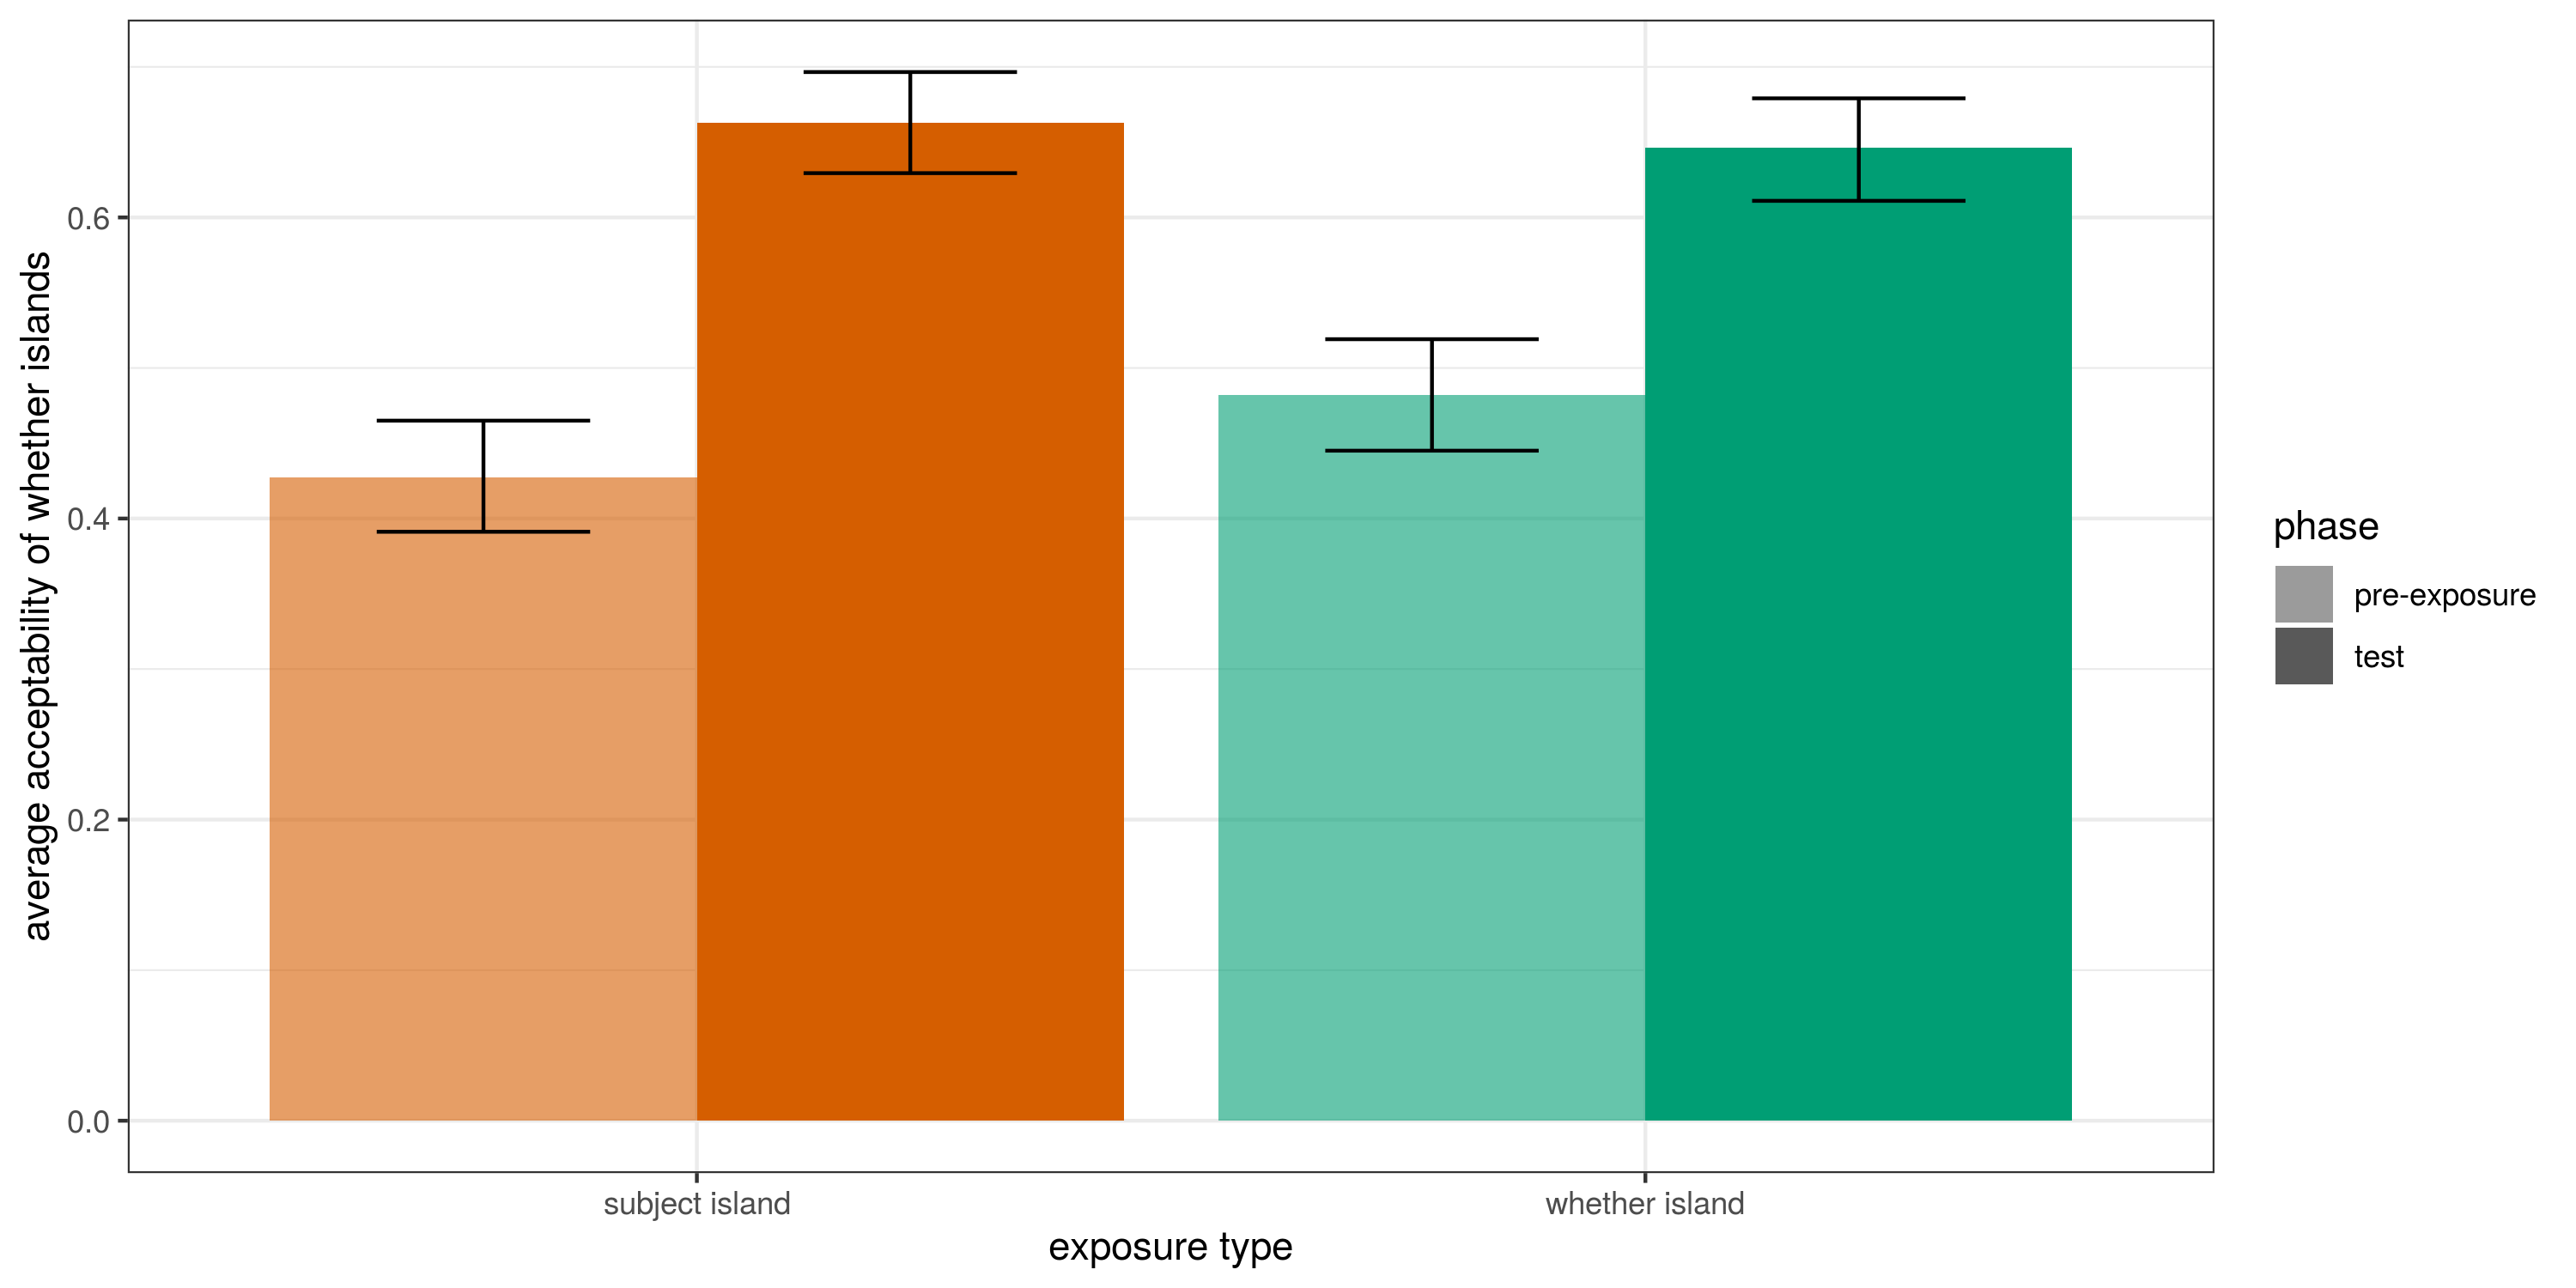 average acceptability of whether islands
0.6
0.4
0.2
0.0
subject island
whether island
exposure type
phase
pre-exposure
test